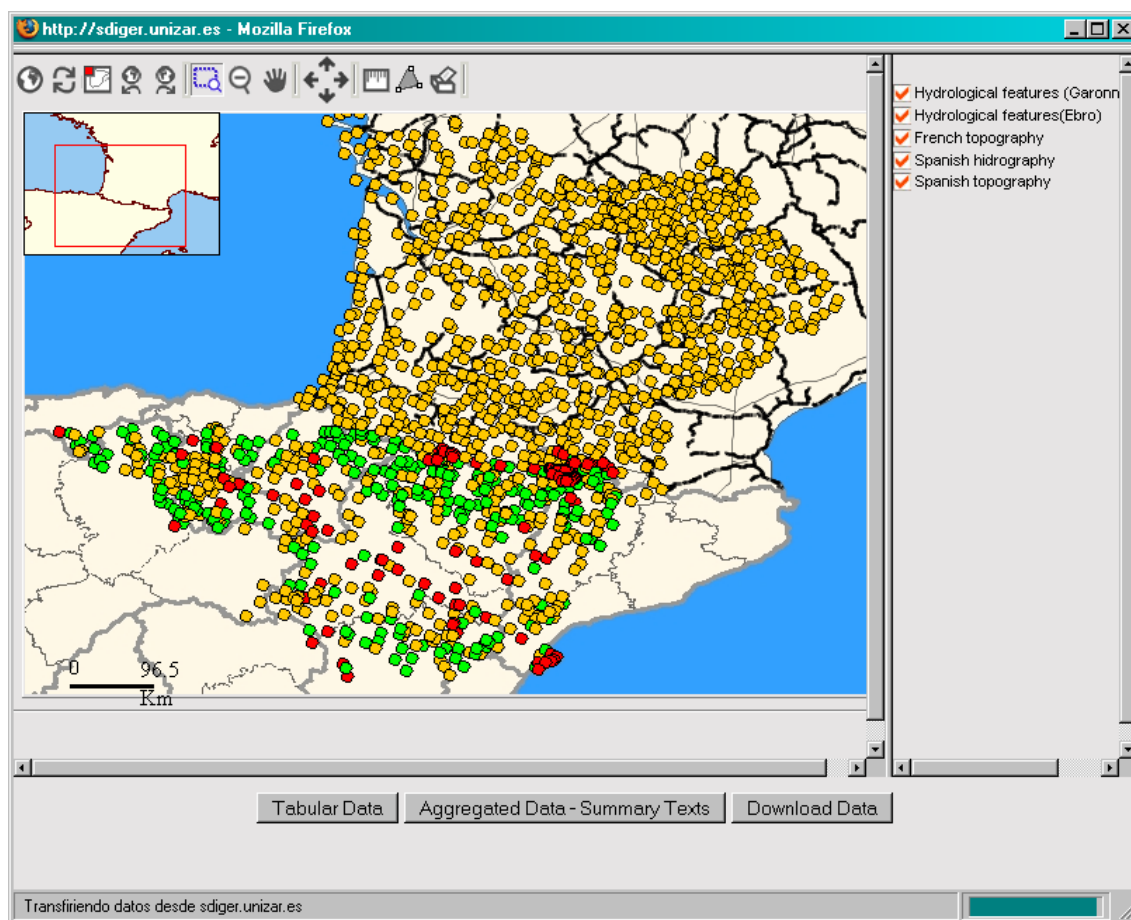 http://sdiger.unizar.es - Mozilla Firefox
Hydrological features (Garonn
Hydrological features(Ebro)
French topography
Spanish hidrography
Spanish topography
0 96.5
Km
Tabular Data Aggregated Data - Summary Texts Download Data
Transfiriendo datos desde sdiger.unizar.es